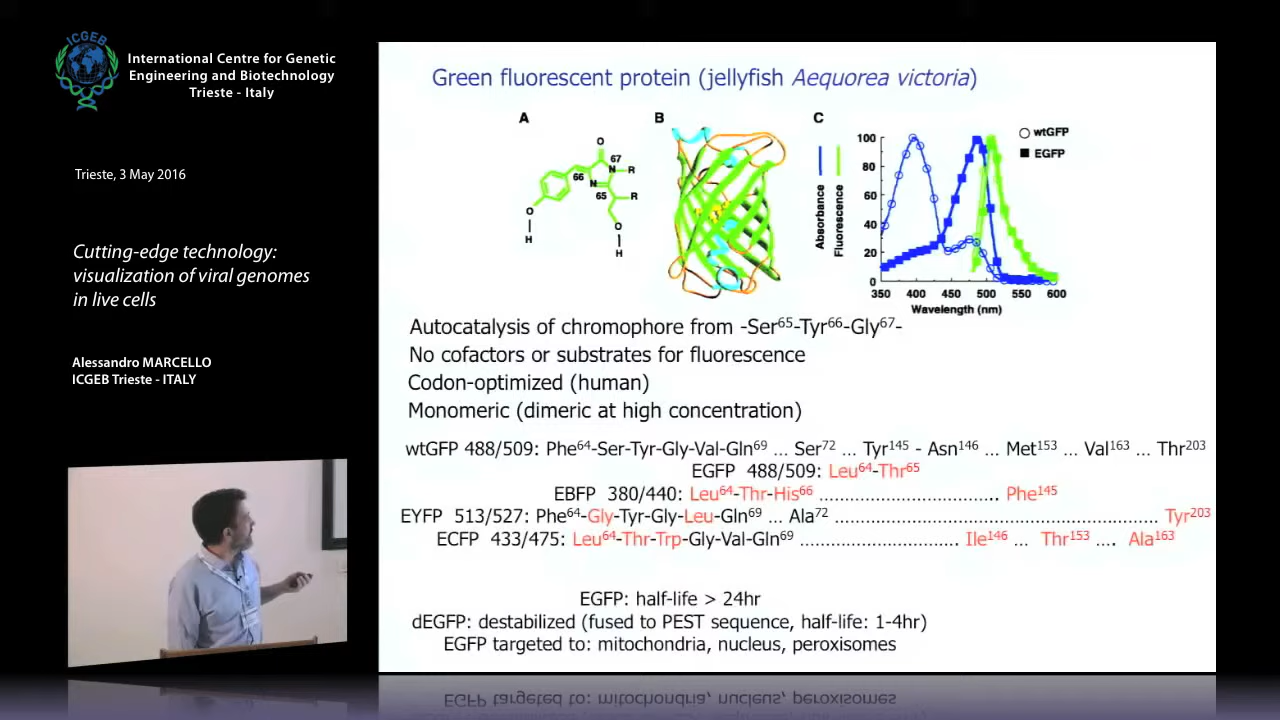 ICGEB
International Centre for Genetic
Engineering and Biotechnology
Trieste - Italy
Trieste, 3 May 2016
Cutting-edge technology:
visualization of viral genomes
in live cells
Alessandro MARCELLO
ICGEB Trieste - ITALY
Green fluorescent protein (jellyfish Aequorea victoria)
A
B
C
O
67
N
R
66
N
65
R
O
H
O
H
Absorbance
Fluorescence
100
80
60
40
20
0
350 400 450 500 550 600
Wavelength (nm)
wtGFP
EGFP
Autocatalysis of chromophore from -Ser65-Tyr66-Gly67-
No cofactors or substrates for fluorescence
Codon-optimized (human)
Monomeric (dimeric at high concentration)
wtGFP 488/509: Phe64-Ser-Tyr-Gly-Val-Gln69 ... Ser72 ... Tyr145 - Asn146 ... Met153 ... Val163 ... Thr203
EGFP 488/509: Leu64-Thr65
EBFP 380/440: Leu64-Thr-His66 ................................... Phe145
EYFP 513/527: Phe64-Gly-Tyr-Gly-Leu-Gln69 ... Ala72 ................................................................ Tyr203
ECFP 433/475: Leu64-Thr-Trp-Gly-Val-Gln69 ............................... Ile146 ... Thr153 .... Ala163
EGFP: half-life > 24hr
dEGFP: destabilized (fused to PEST sequence, half-life: 1-4hr)
EGFP targeted to: mitochondria, nucleus, peroxisomes